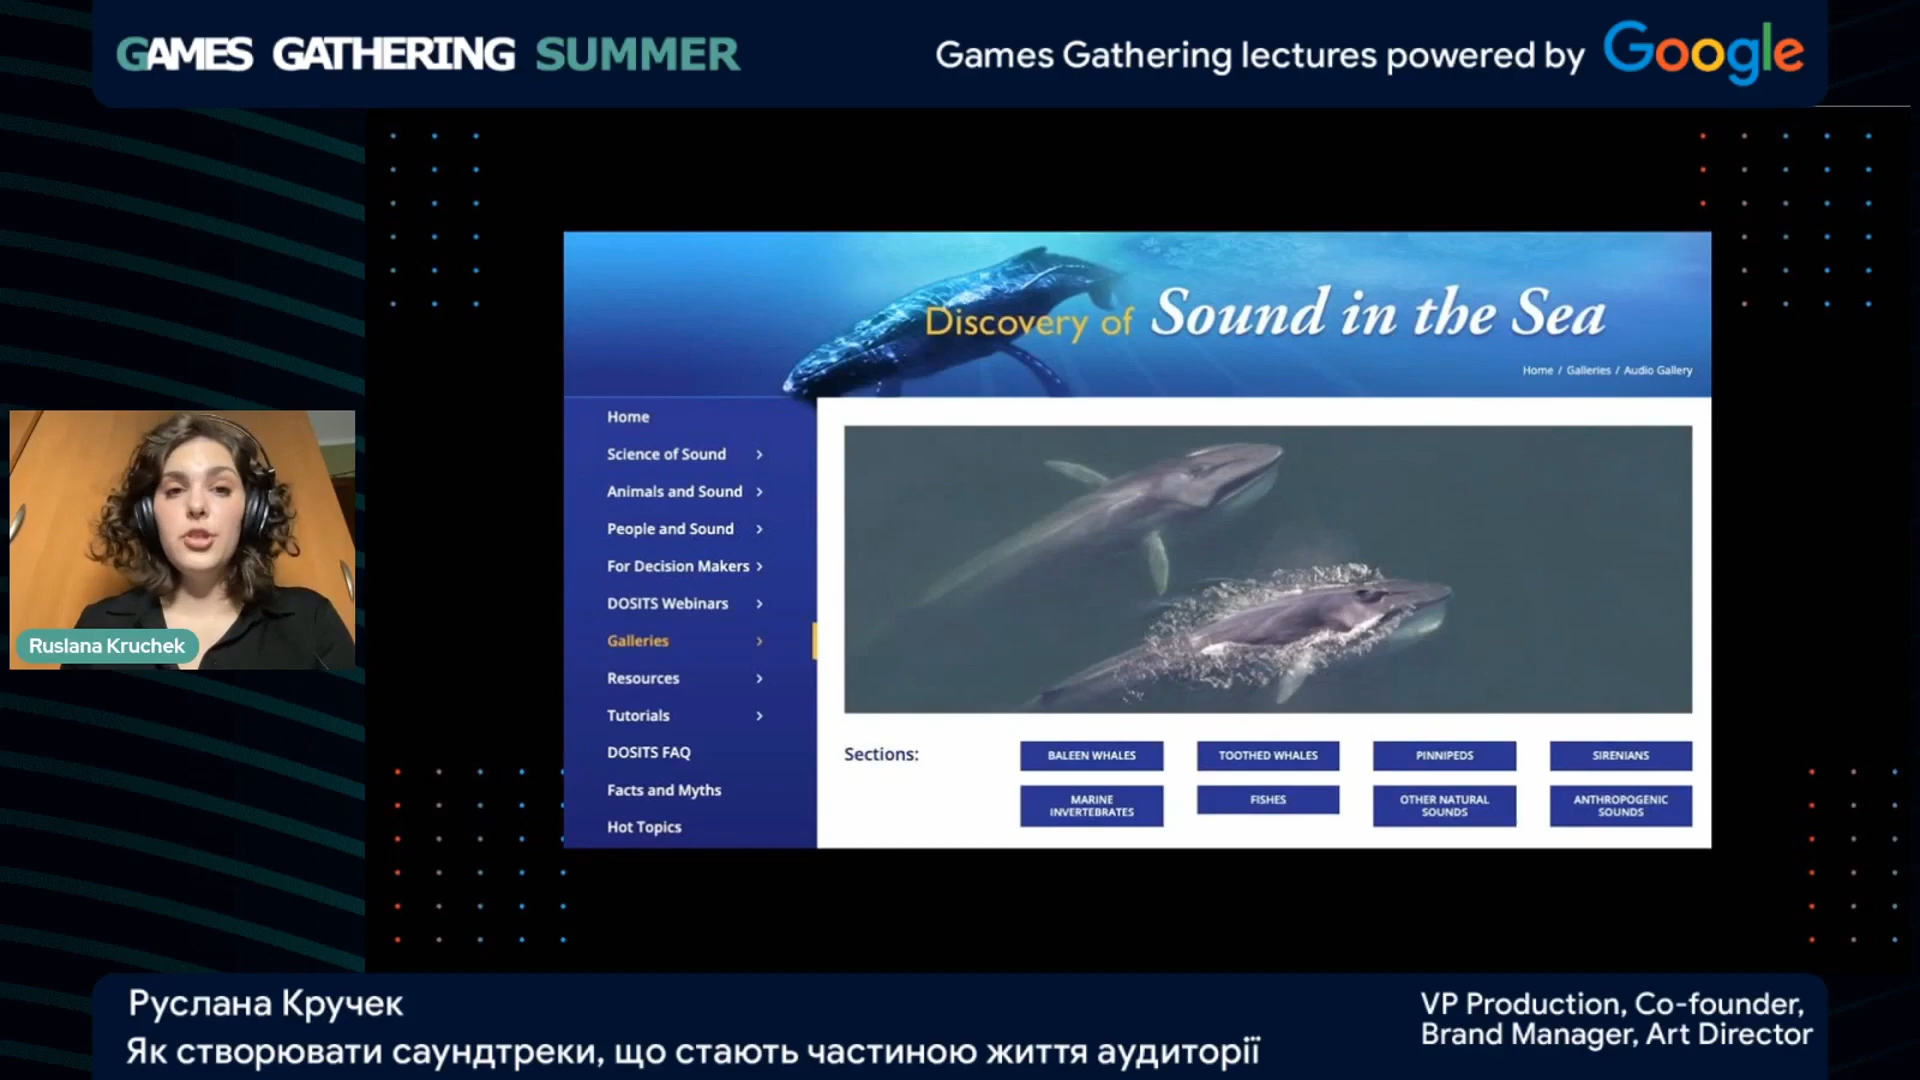 GAMES GATHERING SUMMER
Games Gathering lectures powered by Google
Discovery of Sound in the Sea
Home / Galleries / Audio Gallery
Home
Science of Sound
Animals and Sound
People and Sound
For Decision Makers
DOSITS Webinars
Galleries
Resources
Tutorials
DOSITS FAQ
Facts and Myths
Hot Topics
Sections:
BALEEN WHALES
TOOTHED WHALES
PINNIPEDS
SIRENIANS
MARINE
INVERTEBRATES
FISHES
OTHER NATURAL
SOUNDS
ANTHROPOGENIC
SOUNDS
Ruslana Kruchek
Руслана Кручек
Як створювати саундтреки, що стають частиною життя аудиторії
VP Production, Co-founder,
Brand Manager, Art Director